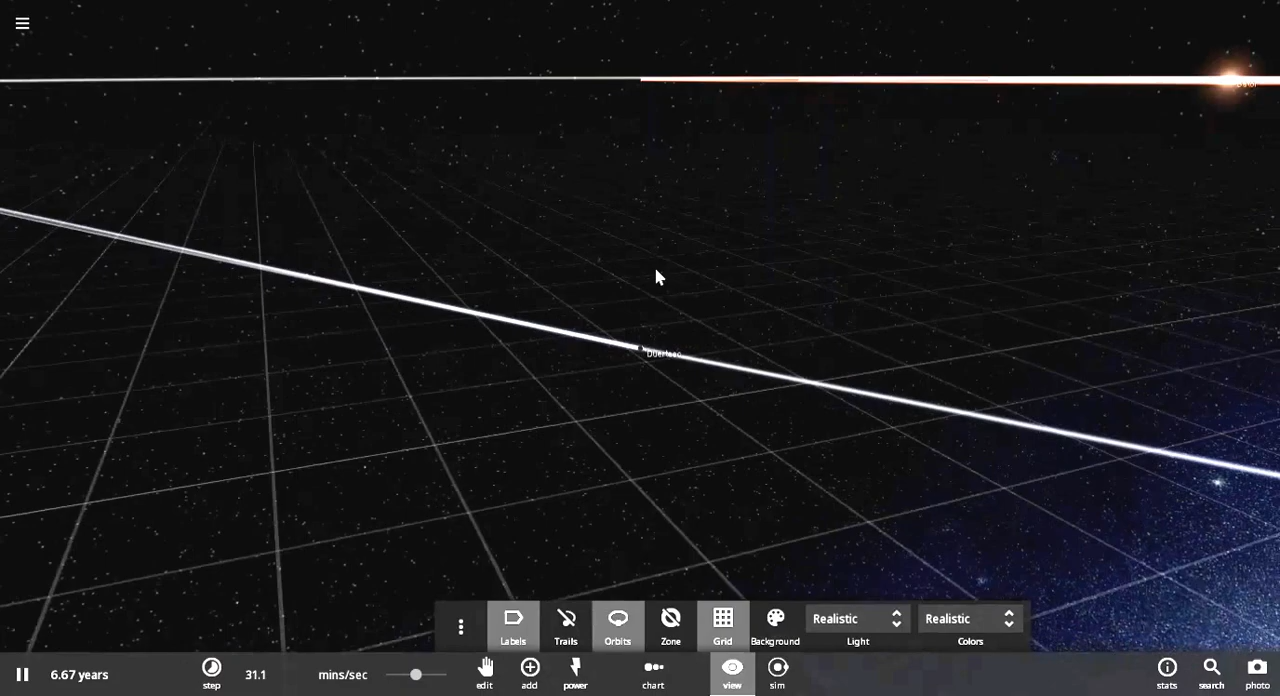 Labels
Trails
Orbits
Zone
Grid
Background
Realistic
Light
Realistic
Colors
6.67 years
step
31.1
mins/sec
edit
add
power
chart
view
sim
stats
search
photo